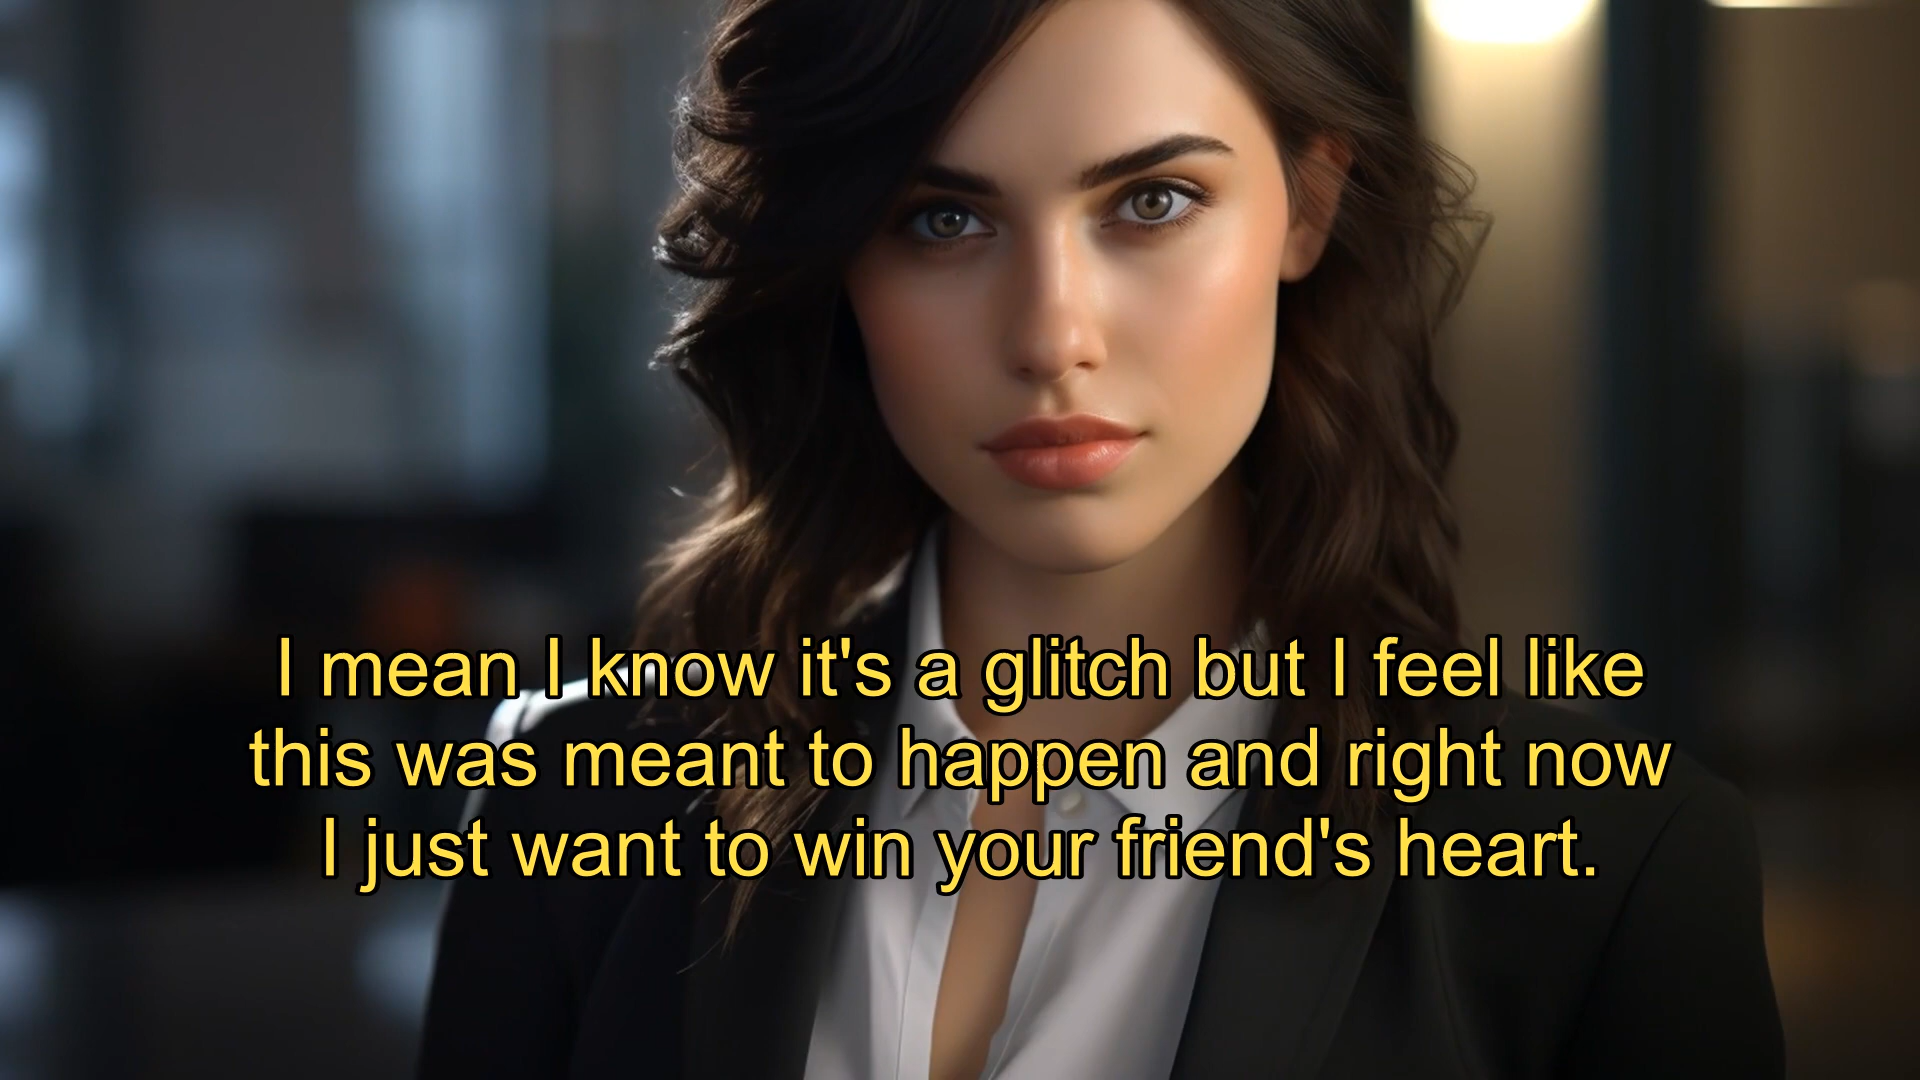 I mean I know it's a glitch but I feel like
this was meant to happen and right now
I just want to win your friend's heart.